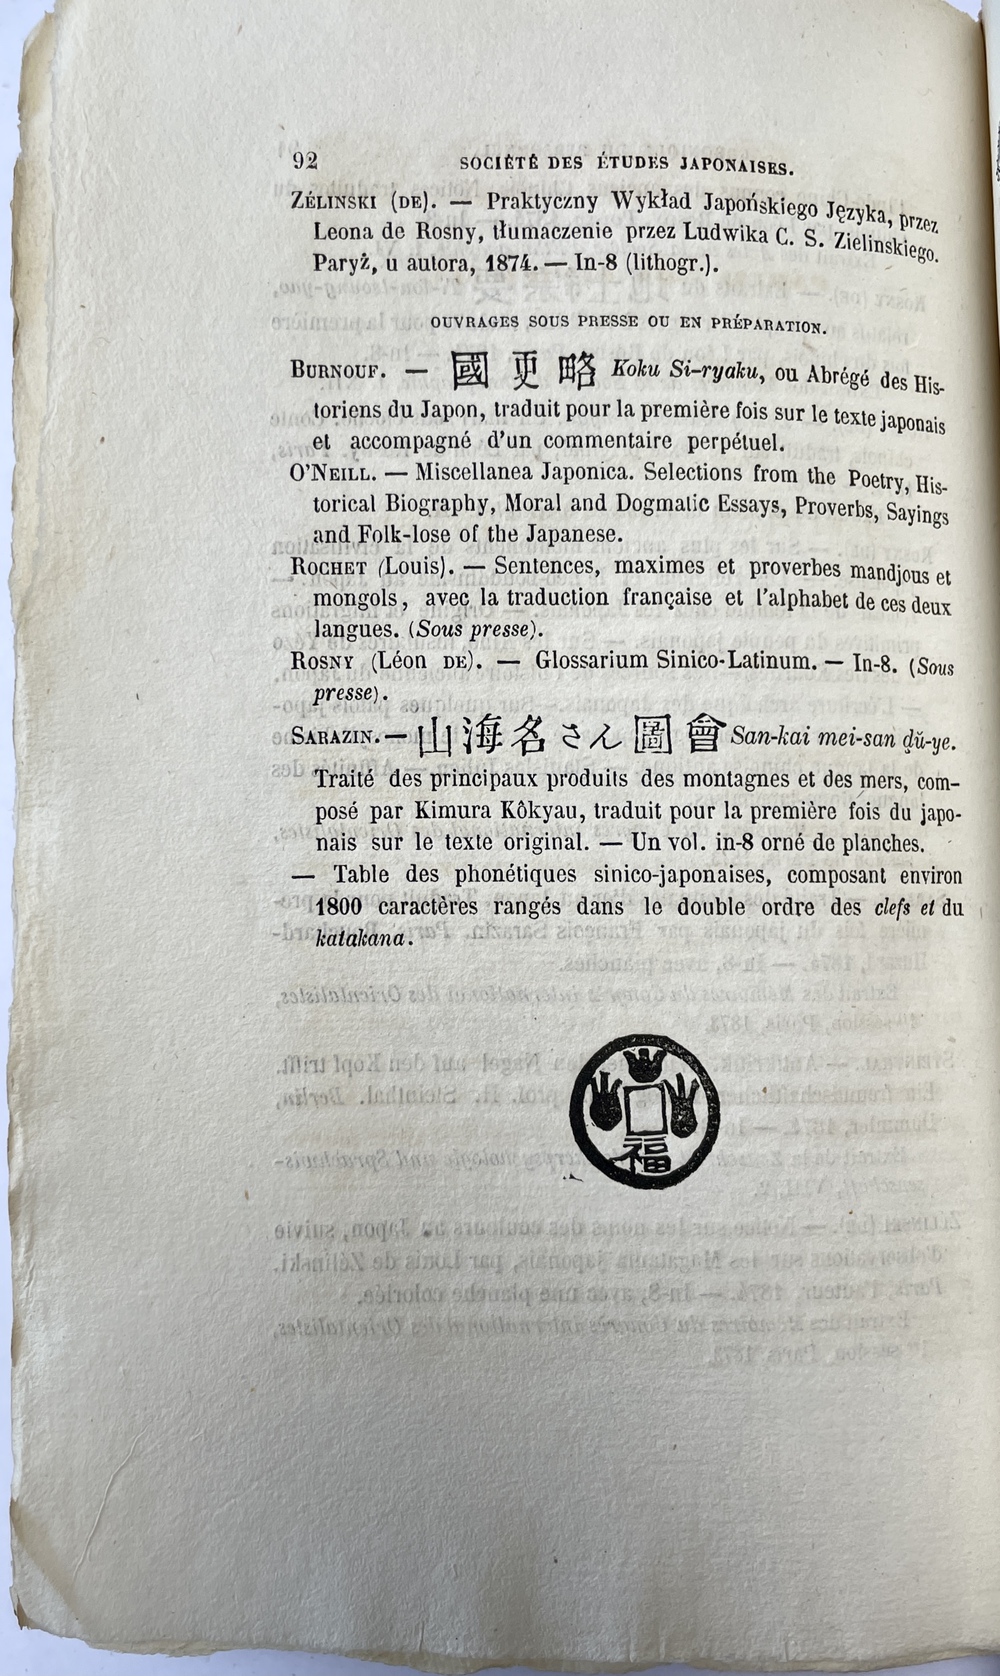 92 SOCIÉTÉ DES ÉTUDES JAPONAISES.
ZÉLINSKI (DE). — Praktyczny Wykład Japońskiego Języka, przez
Leona de Rosny, tłumaczenie przez Ludwika C. S. Zielinskiego.
Paryż, u autora, 1874. — In-8 (lithogr.).
OUVRAGES SOUS PRESSE OU EN PRÉPARATION.
BURNOUF. — 國更略 Koku Si-ryaku, ou Abrégé des His-
toriens du Japon, traduit pour la première fois sur le texte japonais
et accompagné d'un commentaire perpétuel.
O'NEILL. — Miscellanea Japonica. Selections from the Poetry, His-
torical Biography, Moral and Dogmatic Essays, Proverbs, Sayings
and Folk-lose of the Japanese.
ROCHET (Louis). — Sentences, maximes et proverbes mandjous et
mongols, avec la traduction française et l'alphabet de ces deux
langues. (Sous presse).
ROSNY (Léon DE). — Glossarium Sinico-Latinum. — In-8. (Sous
presse).
SARAZIN. — 山海名さん圖會 San-kai mei-san dŭ-ye.
Traité des principaux produits des montagnes et des mers, com-
posé par Kimura Kôkyau, traduit pour la première fois du japo-
nais sur le texte original. — Un vol. in-8 orné de planches.
— Table des phonétiques sinico-japonaises, composant environ
1800 caractères rangés dans le double ordre des clefs et du
katakana.
福